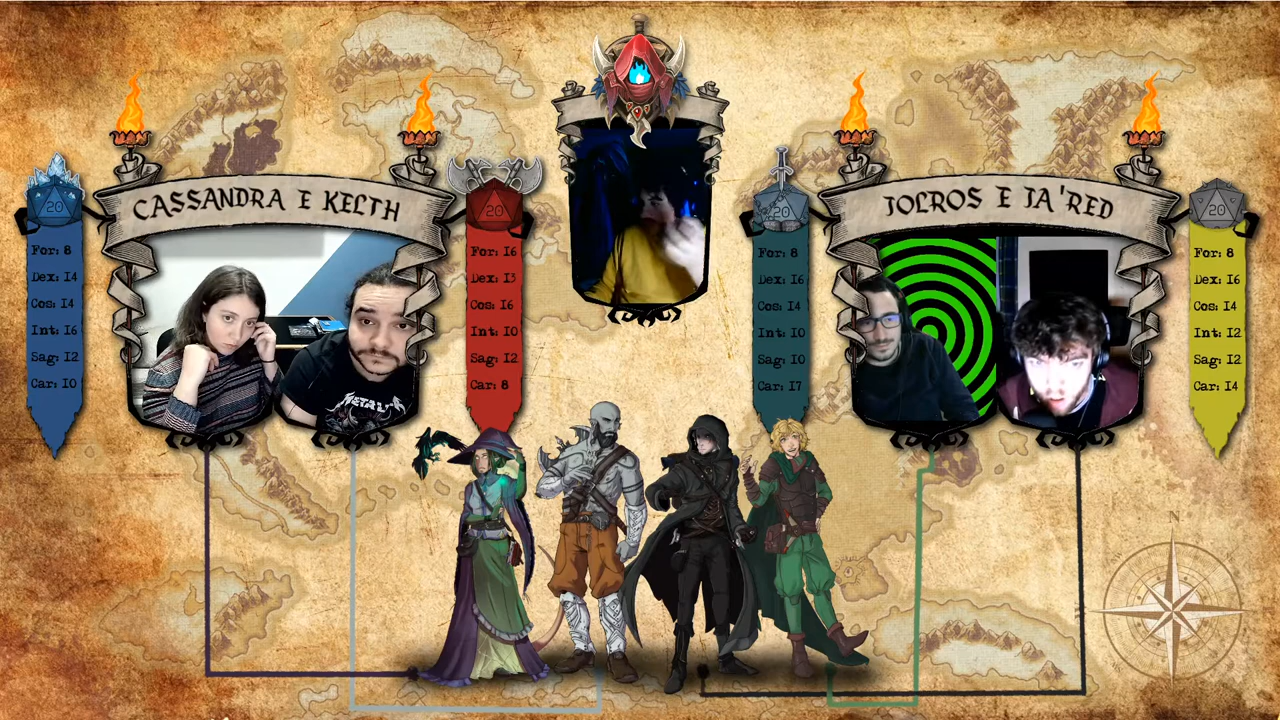 CASSANDRA E KELTH
JOLROS E JA'RED
20
For: 8
Dex: 14
Cos: 14
Int: 16
Sag: 12
Car: 10
20
For: 16
Dex: 13
Cos: 16
Int: 10
Sag: 12
Car: 8
20
For: 8
Dex: 16
Cos: 14
Int: 10
Sag: 10
Car: 17
20
For: 8
Dex: 16
Cos: 14
Int: 12
Sag: 12
Car: 14
METALLICA
N